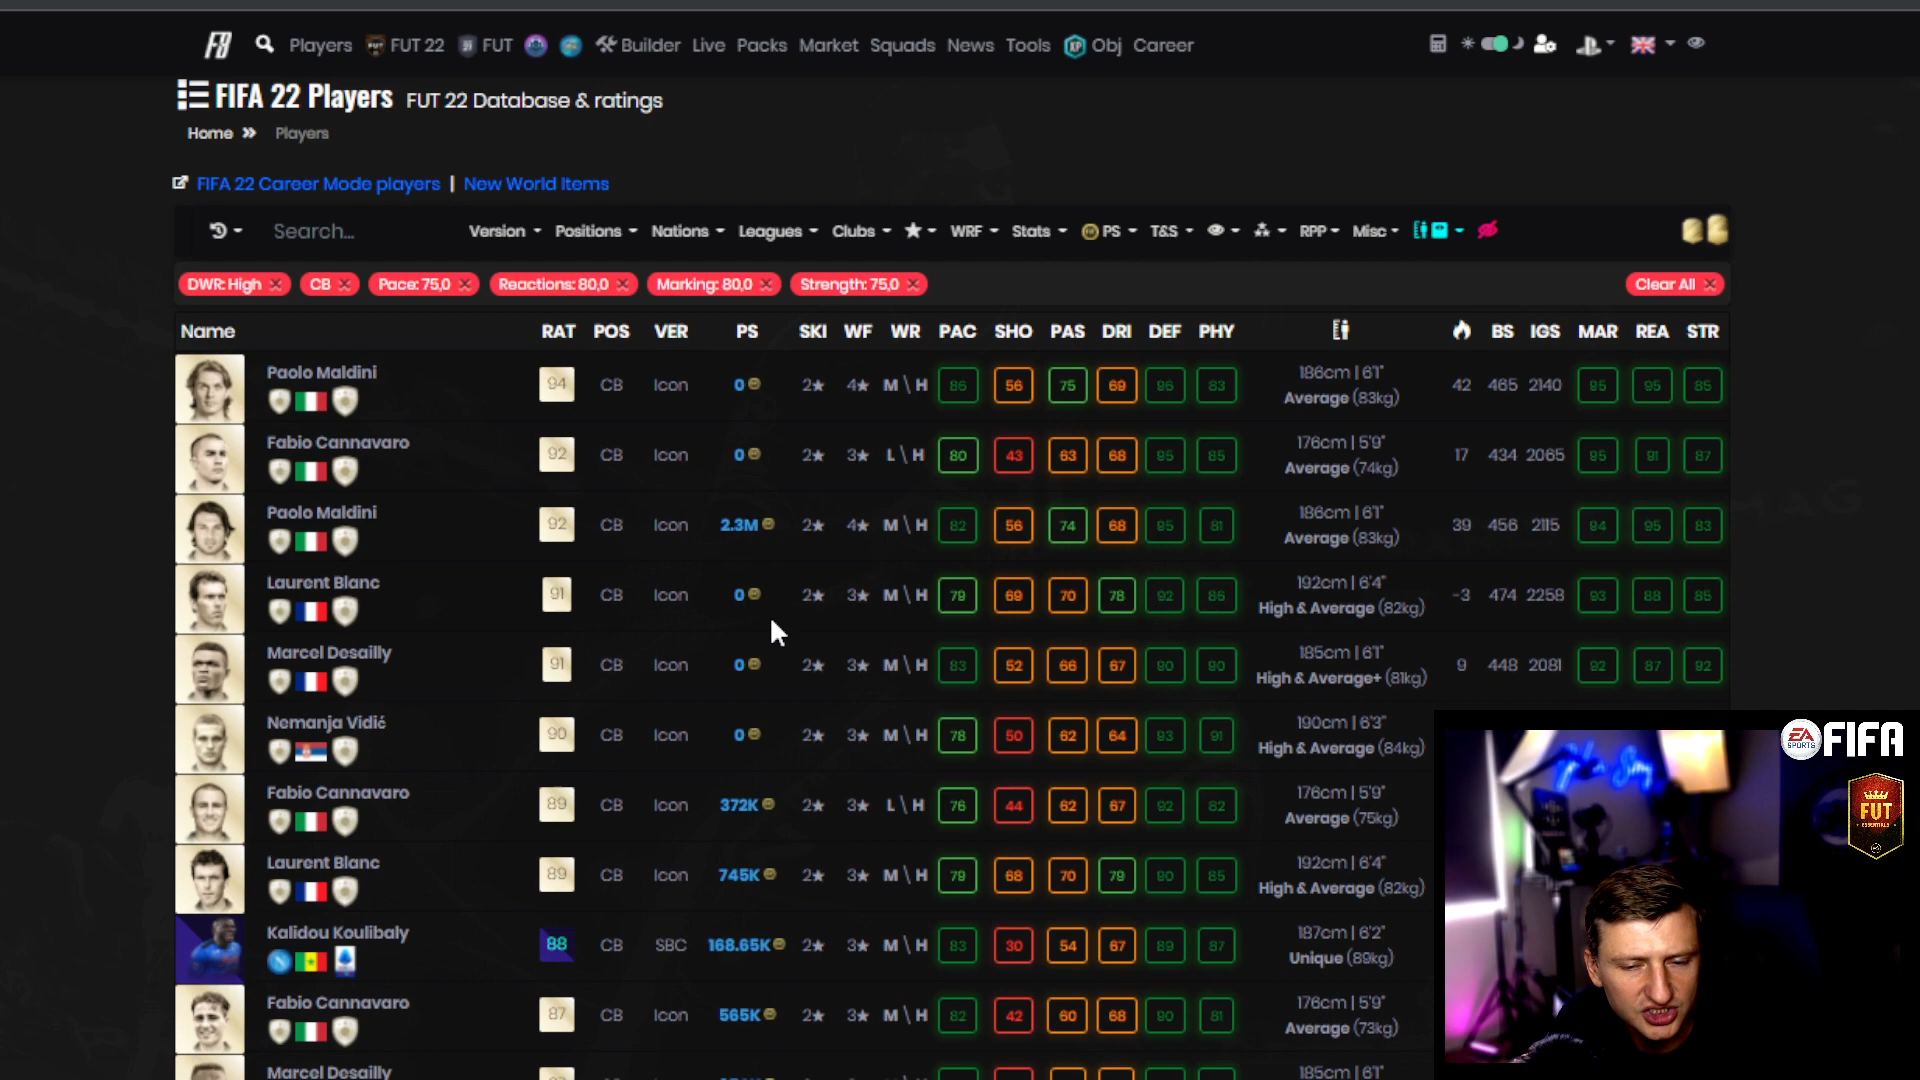 Players FUT 22 FUT Builder Live Packs Market Squads News Tools XP Obj Career
FIFA 22 Players FUT 22 Database & ratings
Home » Players
FIFA 22 Career Mode players | New World Items
Search... Version Positions Nations Leagues Clubs WRF Stats PS T&S RPP Misc
DWR: High CB Pace: 75,0 Reactions: 80,0 Marking: 80,0 Strength: 75,0 Clear All
Name RAT POS VER PS SKI WF WR PAC SHO PAS DRI DEF PHY BS IGS MAR REA STR
Paolo Maldini 94 CB Icon 0 2★ 4★ M \ H 86 56 75 69 96 83 186cm | 6'1" Average (83kg) 42 465 2140 95 95 85
Fabio Cannavaro 92 CB Icon 0 2★ 3★ L \ H 80 43 63 68 95 85 176cm | 5'9" Average (74kg) 17 434 2065 95 91 87
Paolo Maldini 92 CB Icon 2.3M 2★ 4★ M \ H 82 56 74 68 95 81 186cm | 6'1" Average (83kg) 39 456 2115 94 95 83
Laurent Blanc 91 CB Icon 0 2★ 3★ M \ H 79 69 70 78 92 86 192cm | 6'4" High & Average (82kg) -3 474 2258 93 88 85
Marcel Desailly 91 CB Icon 0 2★ 3★ M \ H 83 52 66 67 90 90 185cm | 6'1" High & Average+ (81kg) 9 448 2081 92 87 92
Nemanja Vidić 90 CB Icon 0 2★ 3★ M \ H 78 50 62 64 93 91 190cm | 6'3" High & Average (84kg)
Fabio Cannavaro 89 CB Icon 372K 2★ 3★ L \ H 76 44 62 67 92 82 176cm | 5'9" Average (75kg)
Laurent Blanc 89 CB Icon 745K 2★ 3★ M \ H 79 68 70 79 90 85 192cm | 6'4" High & Average (82kg)
Kalidou Koulibaly 88 CB SBC 168.65K 2★ 3★ M \ H 83 30 54 67 89 87 187cm | 6'2" Unique (89kg)
Fabio Cannavaro 87 CB Icon 565K 2★ 3★ M \ H 82 42 60 68 90 81 176cm | 5'9" Average (73kg)
Marcel Desailly 185cm | 6'1"
EA SPORTS FIFA
FUT
ESSENTIALS